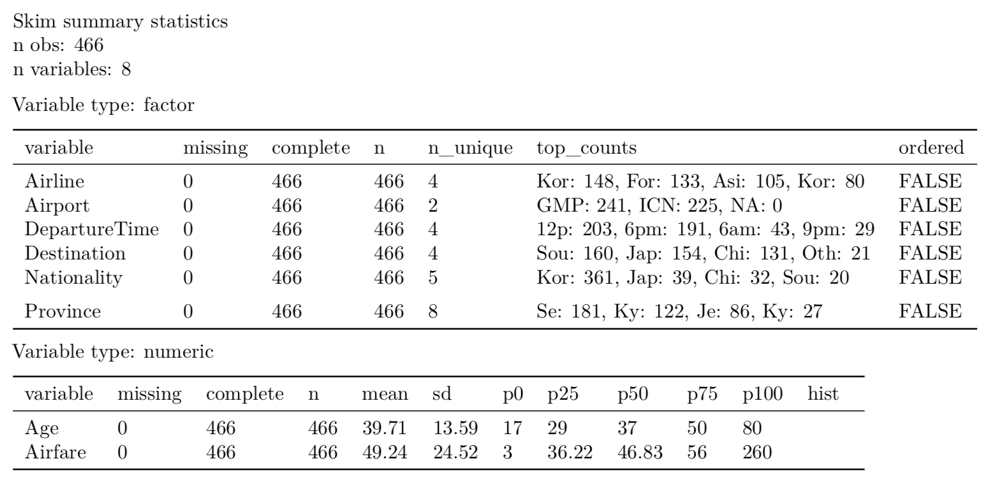 Skim summary statistics
n obs: 466
n variables: 8
Variable type: factor
variable missing complete n n_unique top_counts ordered
Airline 0 466 466 4 Kor: 148, For: 133, Asi: 105, Kor: 80 FALSE
Airport 0 466 466 2 GMP: 241, ICN: 225, NA: 0 FALSE
DepartureTime 0 466 466 4 12p: 203, 6pm: 191, 6am: 43, 9pm: 29 FALSE
Destination 0 466 466 4 Sou: 160, Jap: 154, Chi: 131, Oth: 21 FALSE
Nationality 0 466 466 5 Kor: 361, Jap: 39, Chi: 32, Sou: 20 FALSE
Province 0 466 466 8 Se: 181, Ky: 122, Je: 86, Ky: 27 FALSE
Variable type: numeric
variable missing complete n mean sd p0 p25 p50 p75 p100 hist
Age 0 466 466 39.71 13.59 17 29 37 50 80
Airfare 0 466 466 49.24 24.52 3 36.22 46.83 56 260